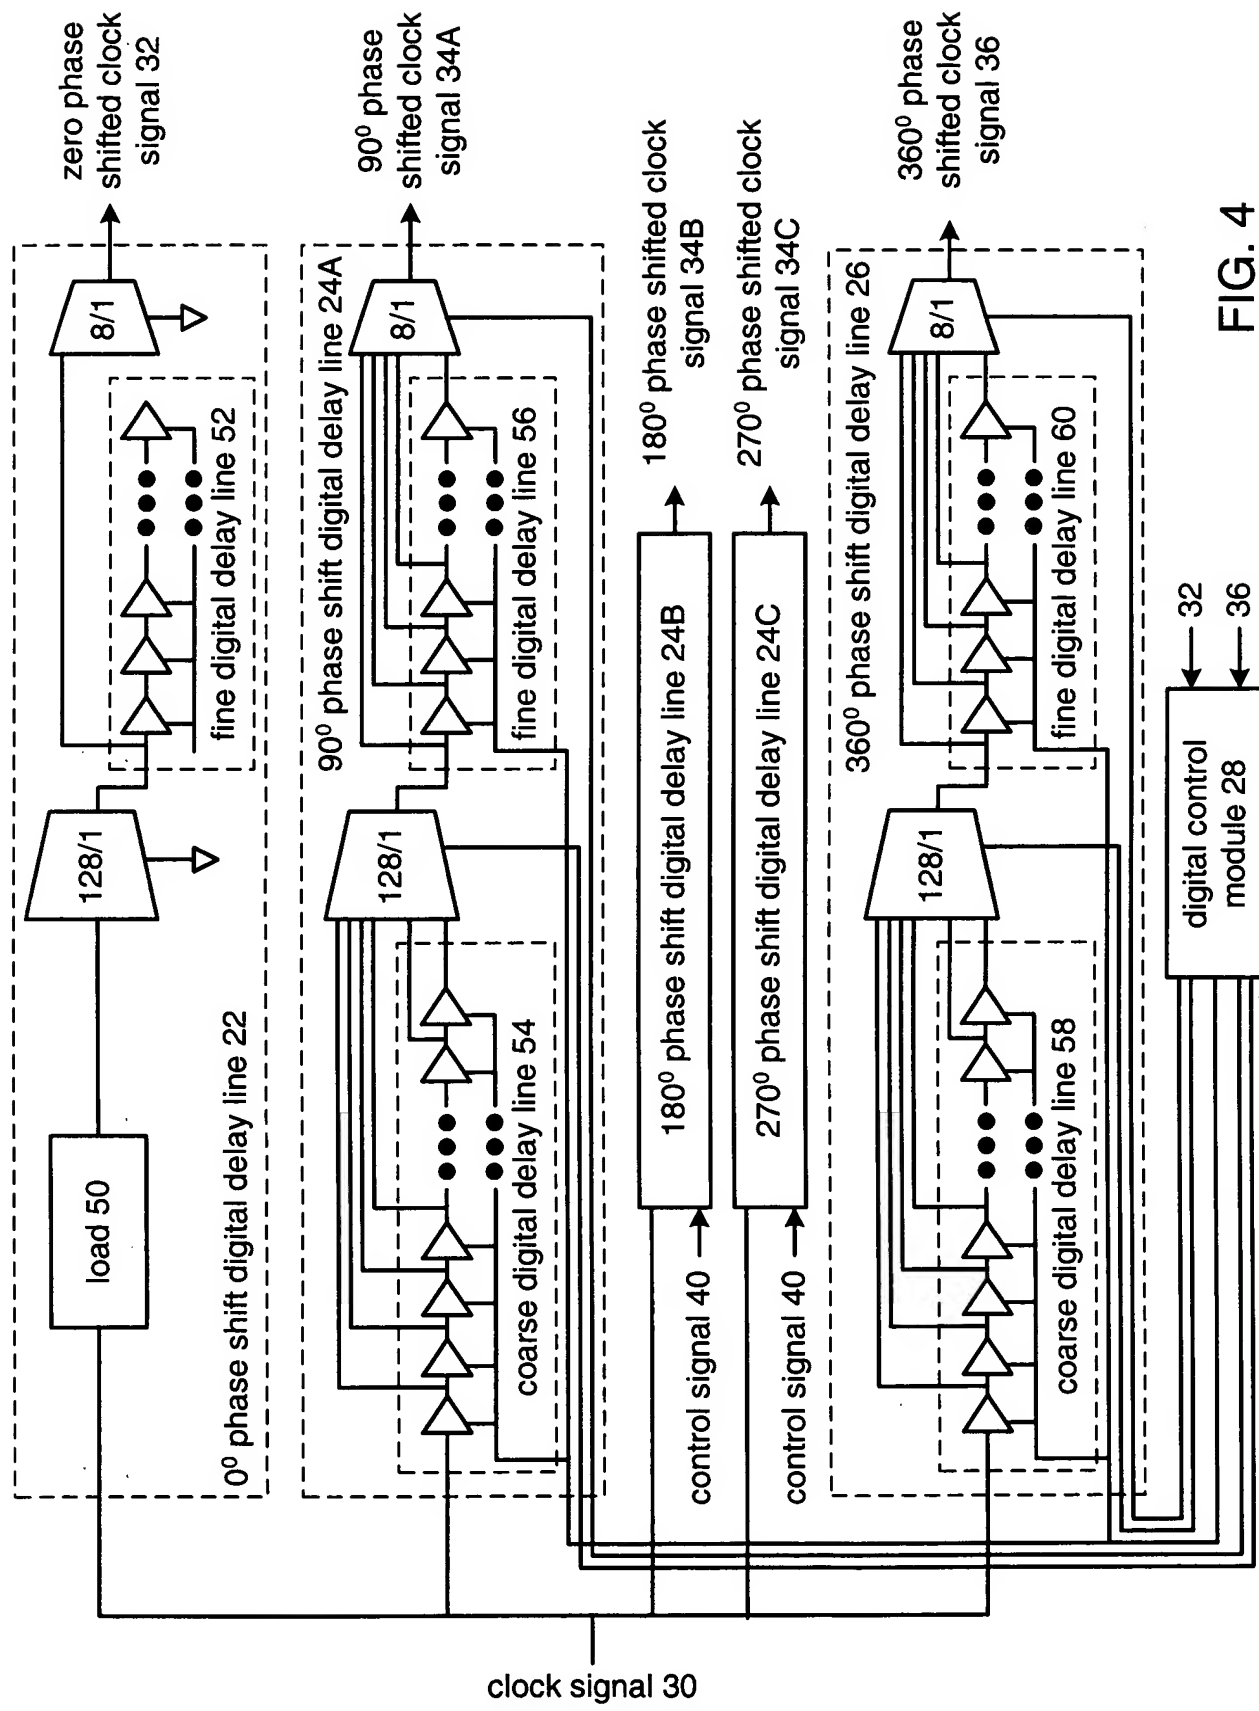 zero phase
shifted clock
signal 32
8/1
fine digital delay line 52
128/1
load 50
0⁰ phase shift digital delay line 22
90⁰ phase
shifted clock
signal 34A
90⁰ phase shift digital delay line 24A
8/1
fine digital delay line 56
128/1
coarse digital delay line 54
180⁰ phase shifted clock
signal 34B
180⁰ phase shift digital delay line 24B
control signal 40
270⁰ phase shifted clock
signal 34C
270⁰ phase shift digital delay line 24C
control signal 40
360⁰ phase
shifted clock
signal 36
360⁰ phase shift digital delay line 26
8/1
fine digital delay line 60
128/1
coarse digital delay line 58
32
36
digital control
module 28
clock signal 30
FIG. 4